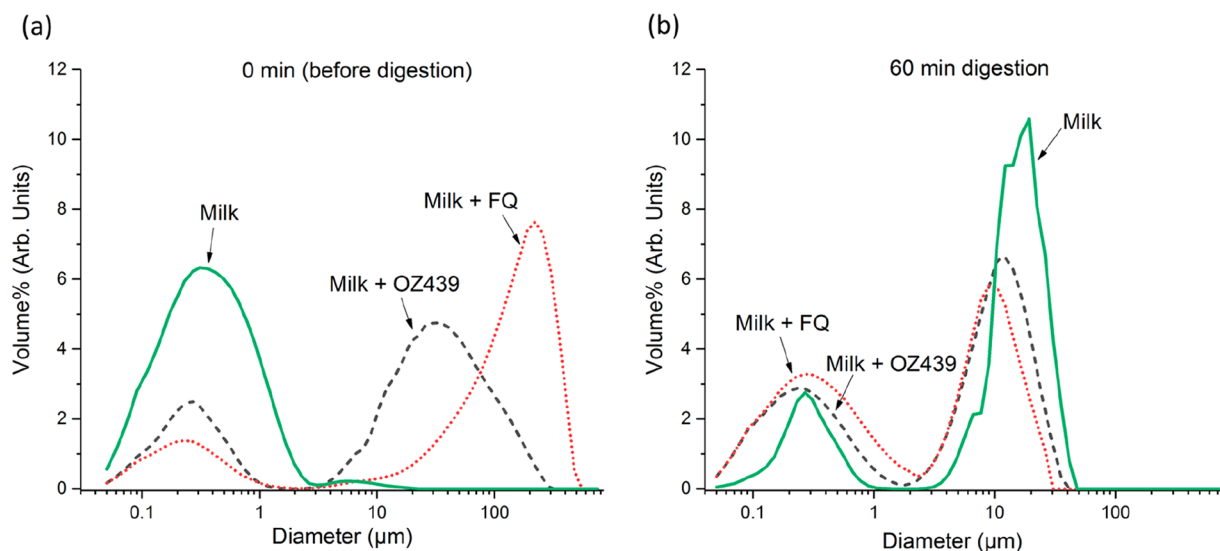 (a)
0 min (before digestion)
Volume% (Arb. Units)
12
10
8
6
4
2
0
Milk
Milk + OZ439
Milk + FQ
0.1
1
10
100
Diameter (µm)
(b)
60 min digestion
Volume% (Arb. Units)
12
10
8
6
4
2
0
Milk
Milk + FQ
Milk + OZ439
0.1
1
10
100
Diameter (µm)